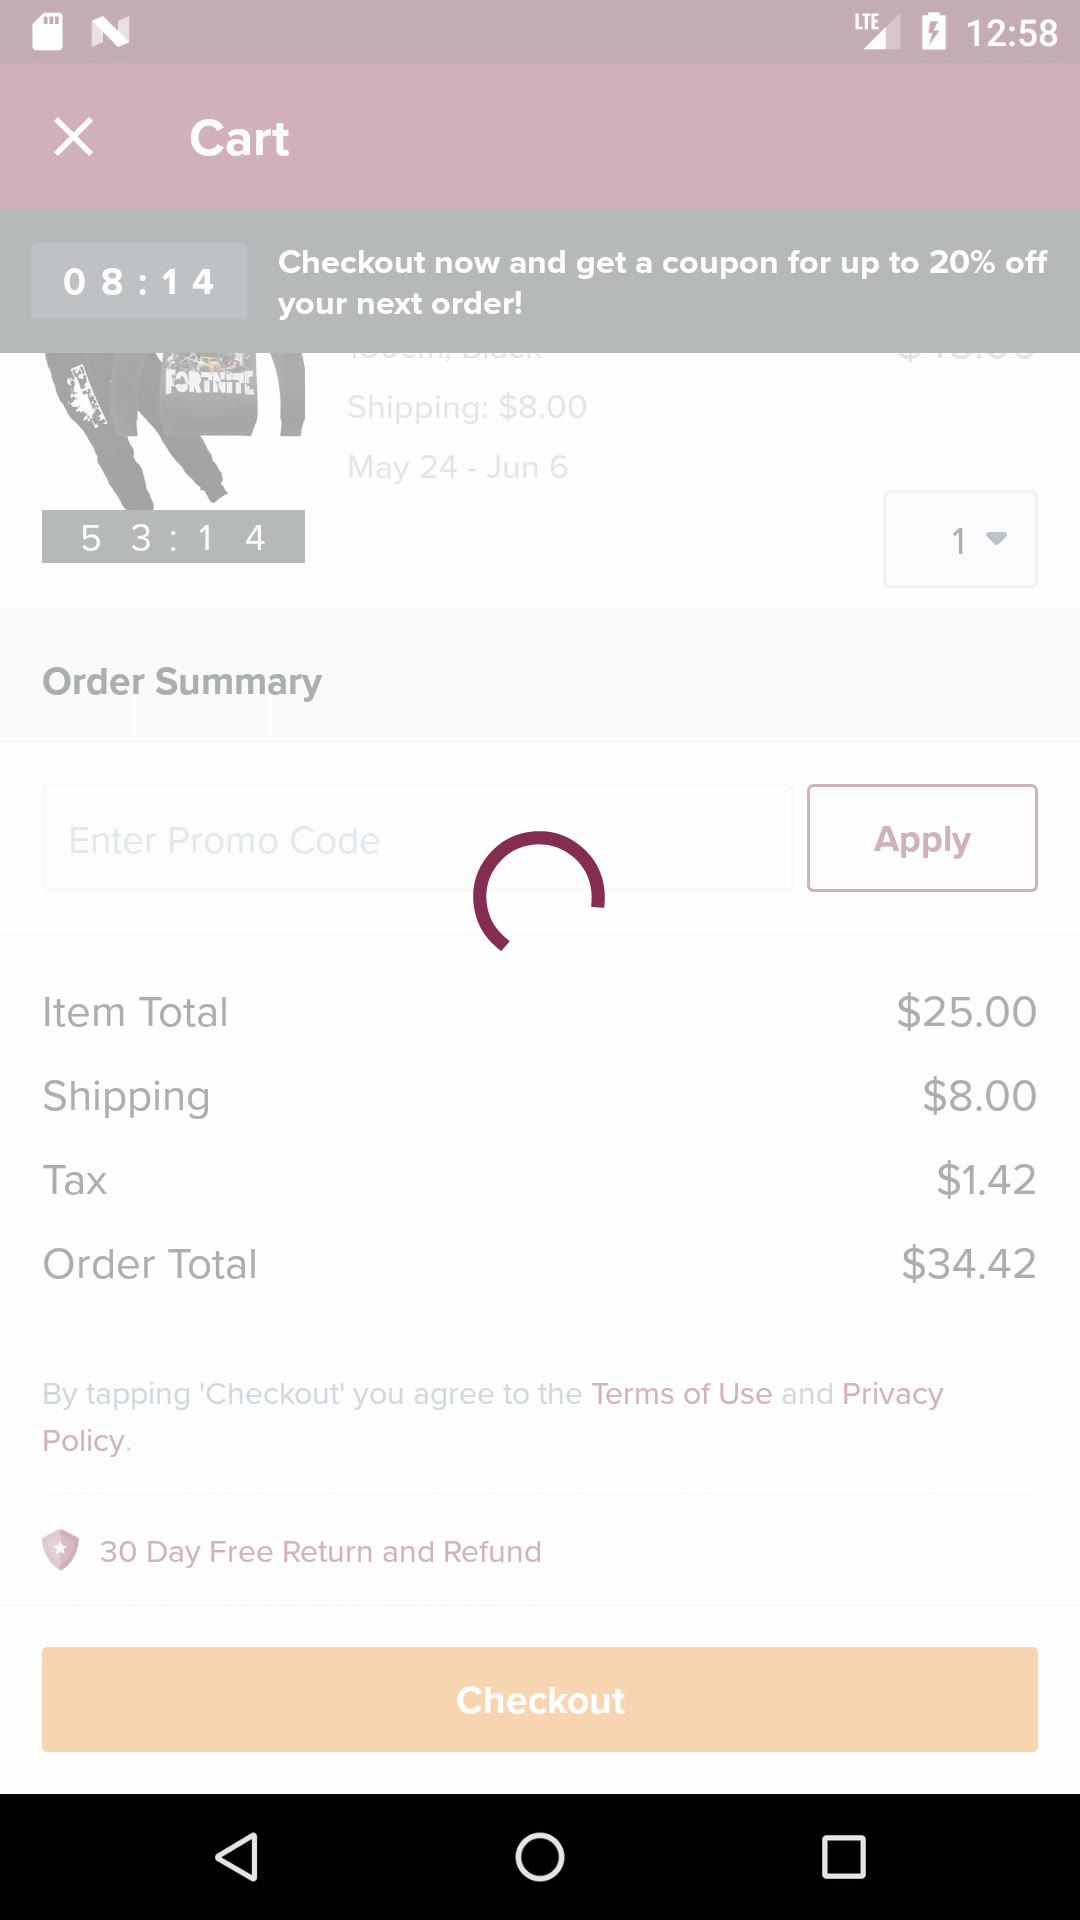 LTE 12:58
Cart
08:14
Checkout now and get a coupon for up to 20% off
your next order!
FORTNITE
Shipping: $8.00
May 24 - Jun 6
53:14
1
Order Summary
Enter Promo Code
Apply
Item Total $25.00
Shipping $8.00
Tax $1.42
Order Total $34.42
By tapping 'Checkout' you agree to the Terms of Use and Privacy
Policy.
30 Day Free Return and Refund
Checkout